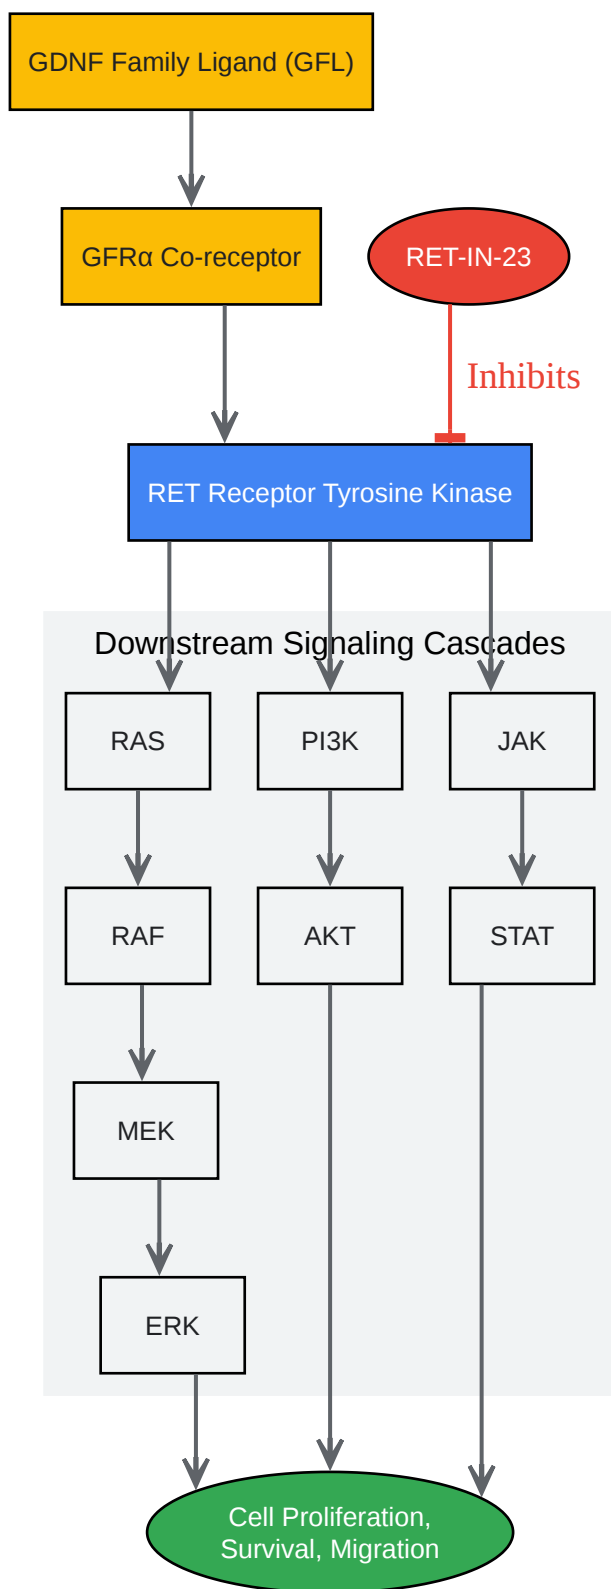 GDNF Family Ligand (GFL)
GFRα Co-receptor
RET-IN-23
Inhibits
RET Receptor Tyrosine Kinase
Downstream Signaling Cascades
RAS
PI3K
JAK
RAF
AKT
STAT
MEK
ERK
Cell Proliferation,
Survival, Migration